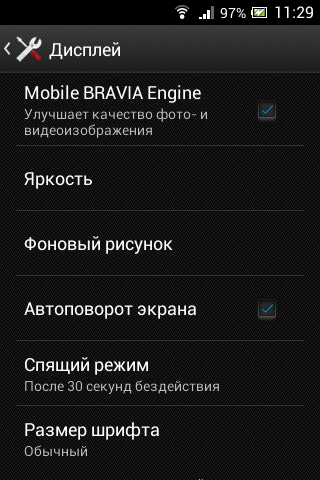 97% 11:29
Дисплей
Mobile BRAVIA Engine
Улучшает качество фото- и
видеоизображения
Яркость
Фоновый рисунок
Автоповорот экрана
Спящий режим
После 30 секунд бездействия
Размер шрифта
Обычный